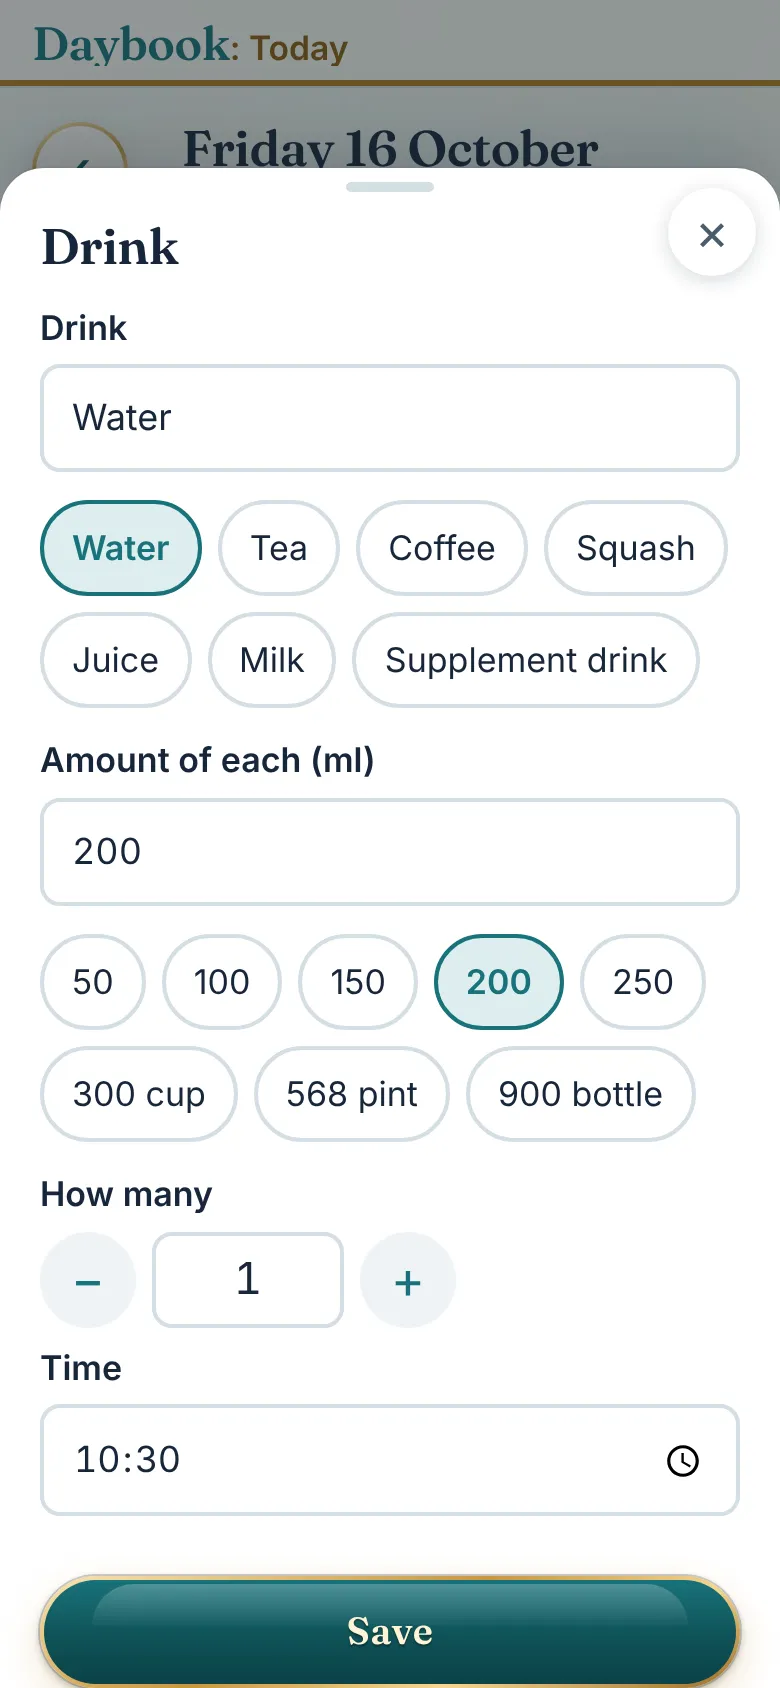 Daybook: Today
Friday 16 October
Drink
Drink
Water
Water Tea Coffee Squash
Juice Milk Supplement drink
Amount of each (ml)
200
50 100 150 200 250
300 cup 568 pint 900 bottle
How many
− 1 +
Time
10:30
Save